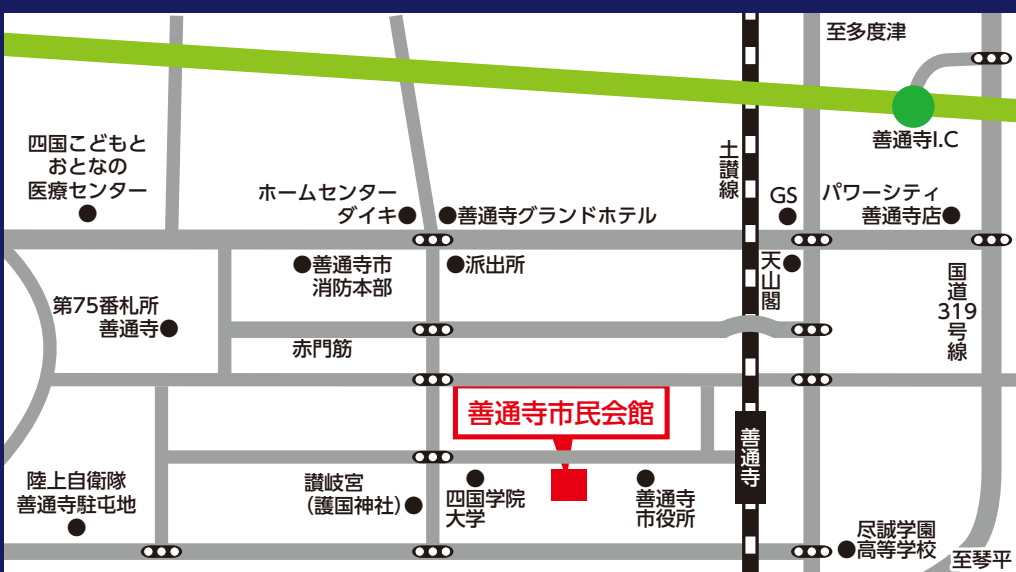 至多度津
善通寺I.C
四国こどもと
おとなの
医療センター
土讃線
ホームセンター
ダイキ
善通寺グランドホテル
GS
パワーシティ
善通寺店
善通寺市
消防本部
派出所
天山閣
国道
319
号線
第75番札所
善通寺
赤門筋
善通寺市民会館
善通寺
陸上自衛隊
善通寺駐屯地
讃岐宮
（護国神社）
四国学院
大学
善通寺
市役所
尽誠学園
高等学校
至琴平